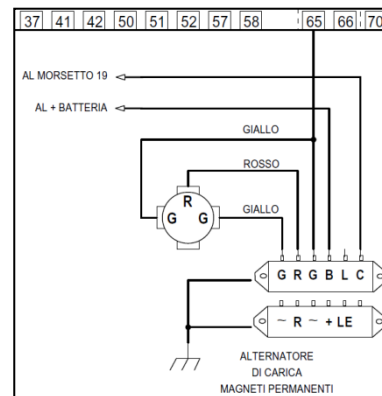 37 41 42 50 51 52 57 58 65 66 70
AL MORSETTO 19
AL + BATTERIA
GIALLO
ROSSO
R
G G
GIALLO
G R G B L C
~ R ~ + LE
ALTERNATORE
DI CARICA
MAGNETI PERMANENTI